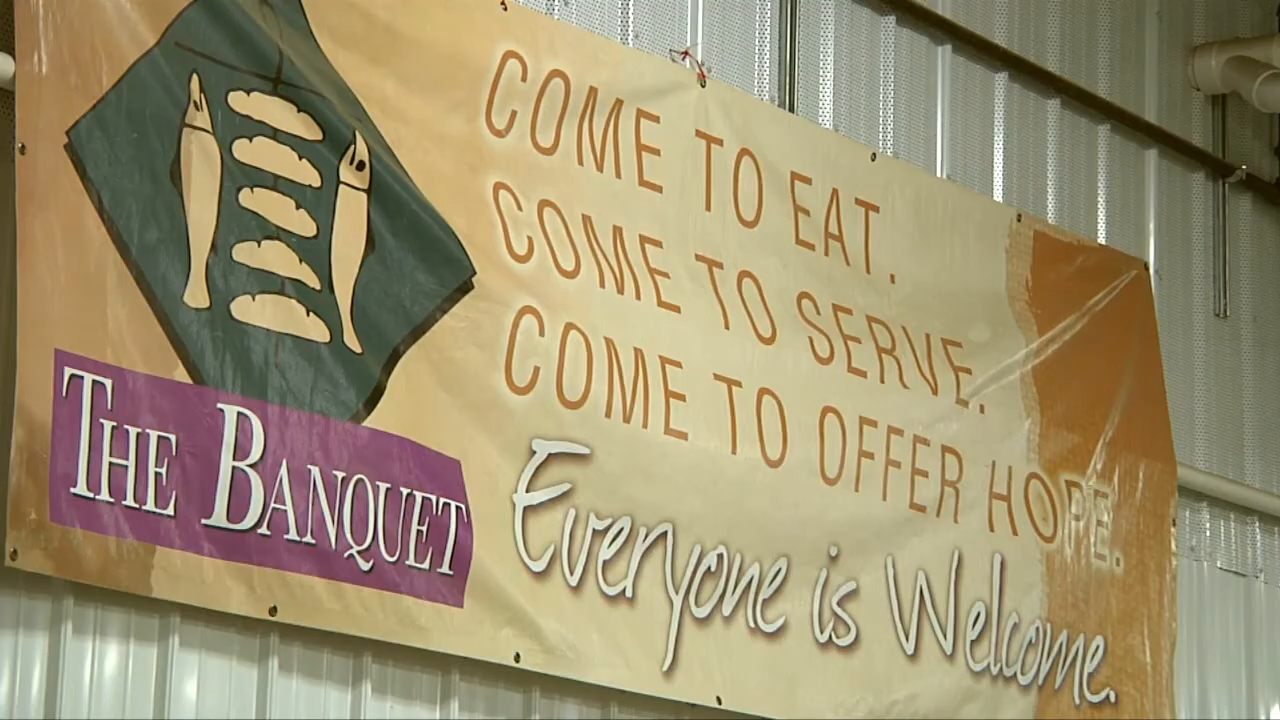 COME TO EAT.
COME TO SERVE.
COME TO OFFER HOPE.
Everyone is Welcome.
THE BANQUET